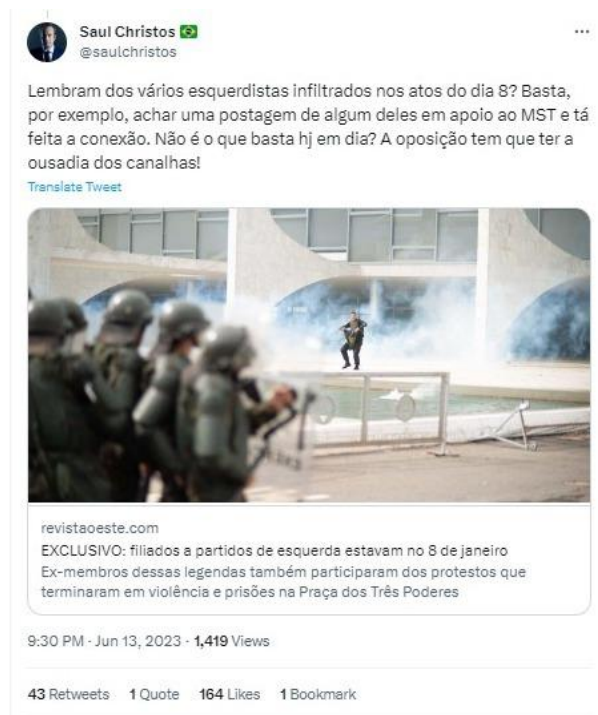 Saul Christos 🇧🇷
@saulchristos
Lembram dos vários esquerdistas infiltrados nos atos do dia 8? Basta,
por exemplo, achar uma postagem de algum deles em apoio ao MST e tá
feita a conexão. Não é o que basta hj em dia? A oposição tem que ter a
ousadia dos canalhas!
Translate Tweet
revistaoeste.com
EXCLUSIVO: filiados a partidos de esquerda estavam no 8 de janeiro
Ex-membros dessas legendas também participaram dos protestos que
terminaram em violência e prisões na Praça dos Três Poderes
9:30 PM · Jun 13, 2023 · 1,419 Views
43 Retweets 1 Quote 164 Likes 1 Bookmark